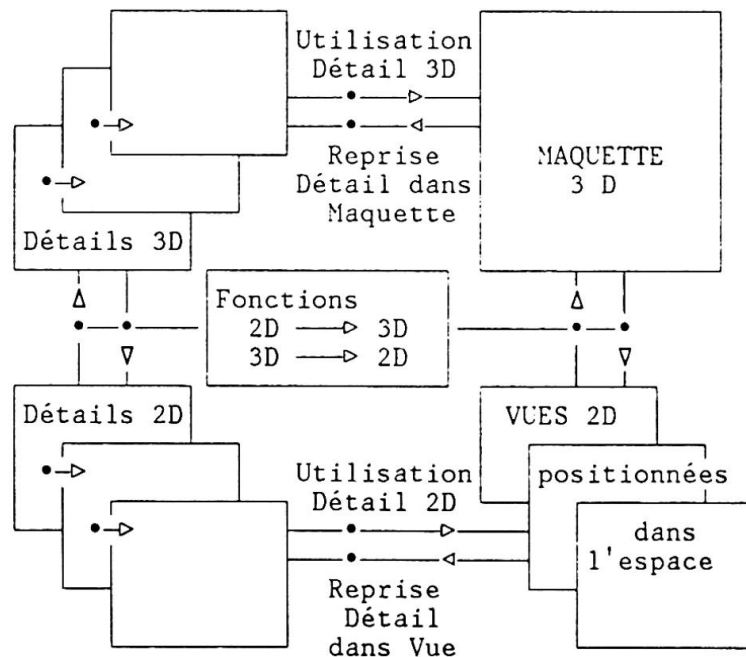 Utilisation
Détail 3D
Reprise
Détail dans
Maquette
MAQUETTE
3 D
Détails 3D
Fonctions
2D 3D
3D 2D
Détails 2D
VUES 2D
positionnées
dans
l'espace
Utilisation
Détail 2D
Reprise
Détail
dans Vue